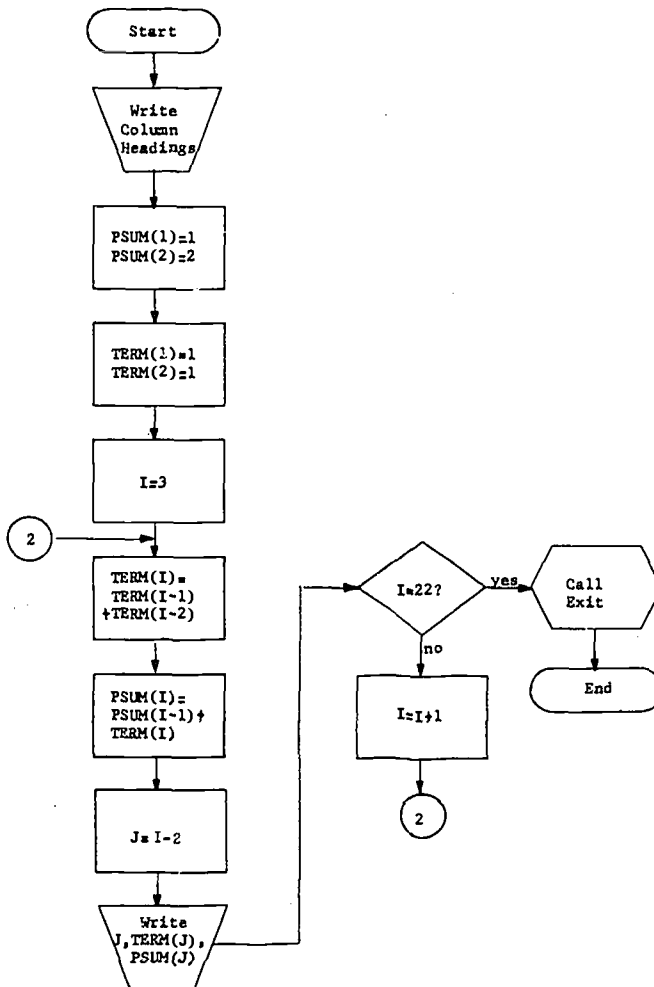 Start
Write
Column
Headings
PSUM(1)=1
PSUM(2)=2
TERM(1)=1
TERM(2)=1
I=3
2
TERM(I)=
TERM(I-1)
+TERM(I-2)
PSUM(I)=
PSUM(I-1)+
TERM(I)
J=I-2
Write
J,TERM(J),
PSUM(J)
I=22?
yes
Call
Exit
no
End
I=I+1
2